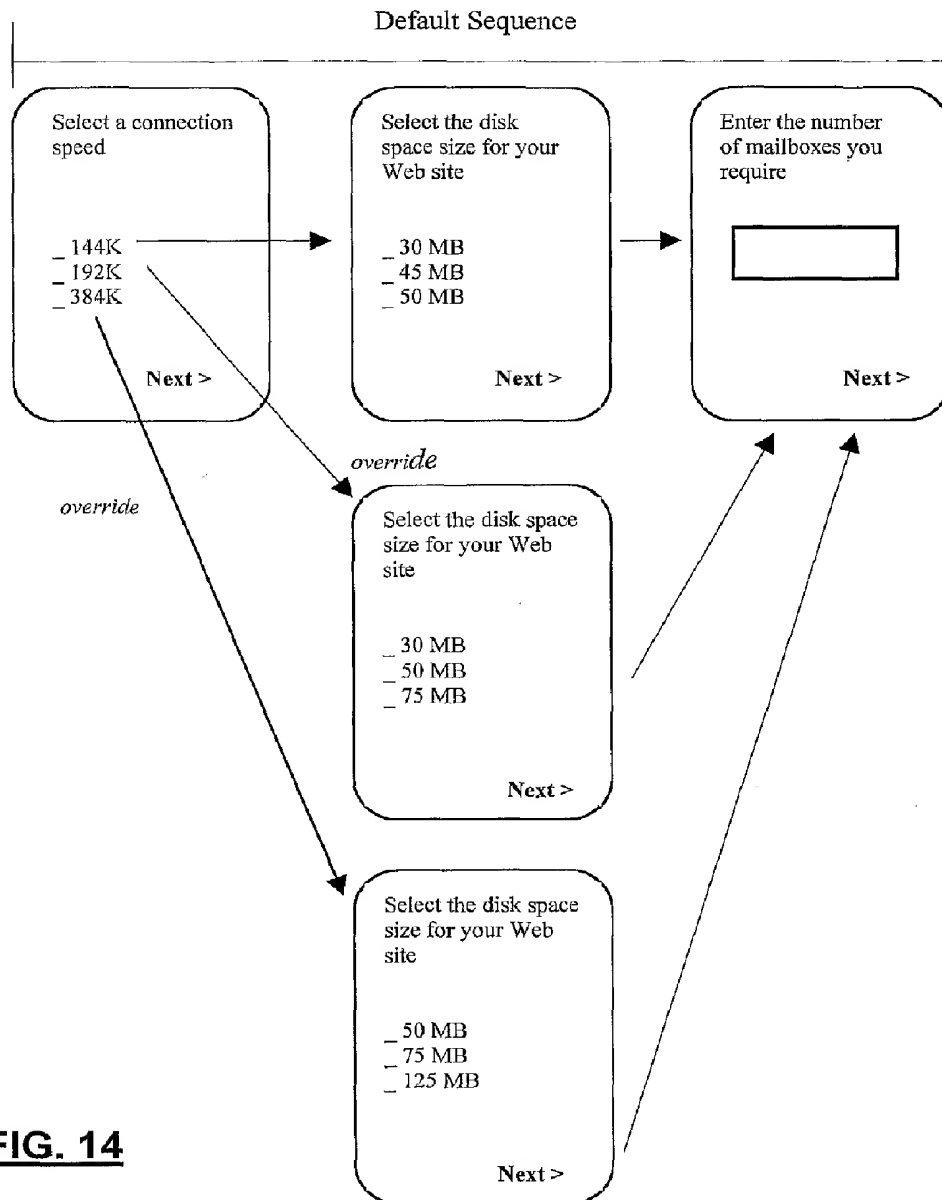 Default Sequence
Select a connection
speed
_ 144K
_ 192K
_ 384K
Next >
Select the disk
space size for your
Web site
_ 30 MB
_ 45 MB
_ 50 MB
Next >
Enter the number
of mailboxes you
require
Next >
override
override
Select the disk space
size for your Web
site
_ 30 MB
_ 50 MB
_ 75 MB
Next >
Select the disk space
size for your Web
site
_ 50 MB
_ 75 MB
_ 125 MB
Next >
FIG. 14